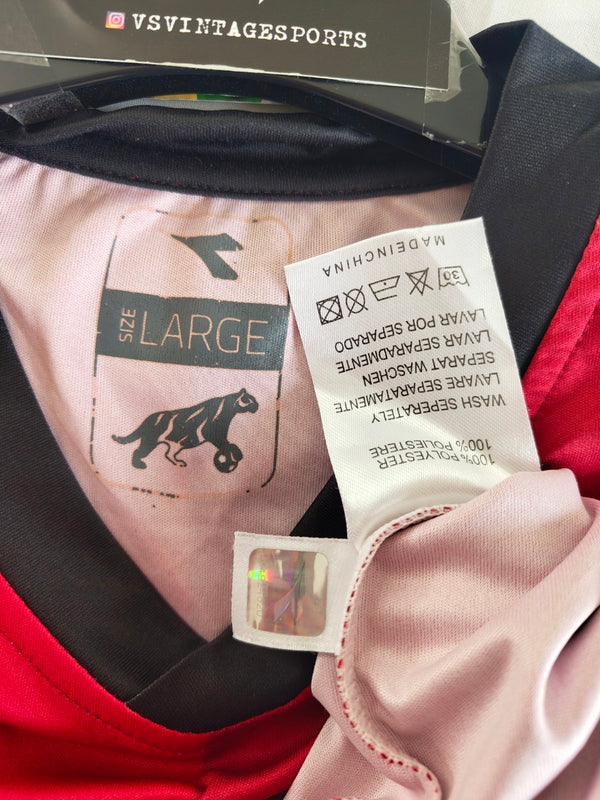 VSVINTAGESPORTS
SIZE LARGE
MADEINCHINA
30
100%POLYESTER
100%POLIESTERE
WASH SEPERATELY
LAVARE SEPARATAMENTE
SEPARAT WASCHEN
LAVAR SEPARADMENTE
LAVAR POR SEPARADO